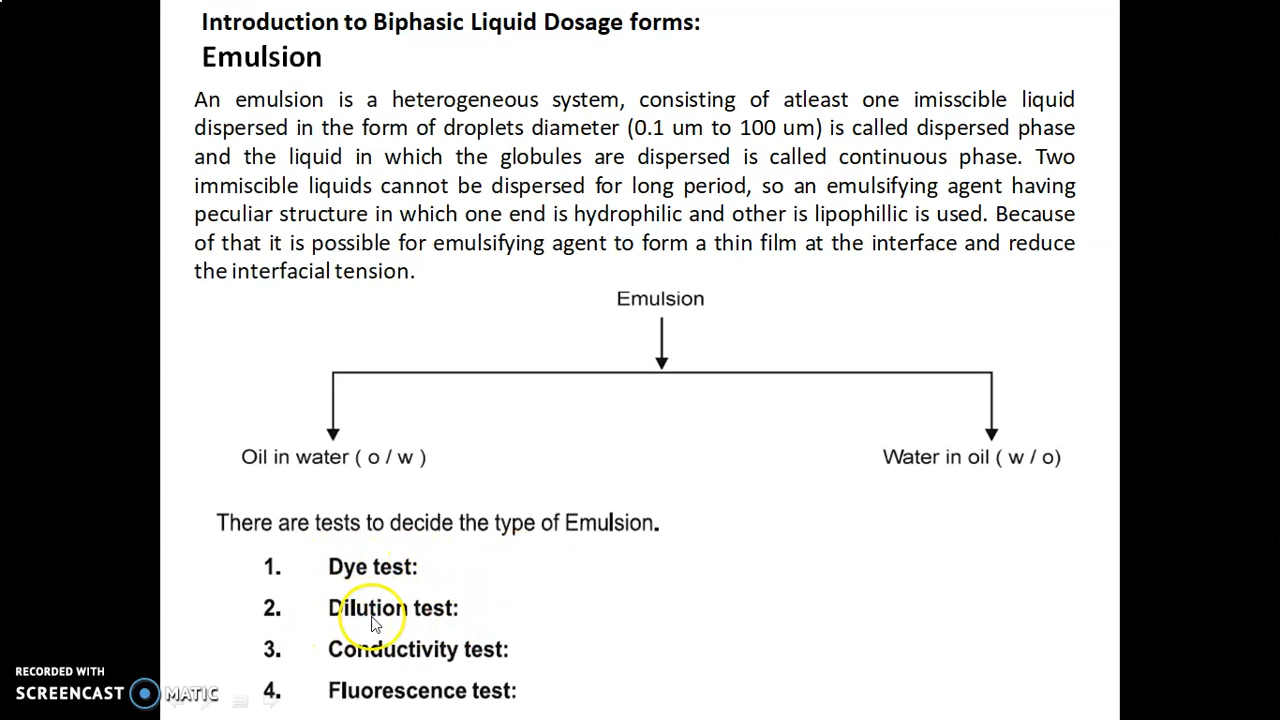 Introduction to Biphasic Liquid Dosage forms:
Emulsion
An emulsion is a heterogeneous system, consisting of atleast one imisscible liquid
dispersed in the form of droplets diameter (0.1 um to 100 um) is called dispersed phase
and the liquid in which the globules are dispersed is called continuous phase. Two
immiscible liquids cannot be dispersed for long period, so an emulsifying agent having
peculiar structure in which one end is hydrophilic and other is lipophillic is used. Because
of that it is possible for emulsifying agent to form a thin film at the interface and reduce
the interfacial tension.
Emulsion
Oil in water ( o / w )
Water in oil ( w / o)
There are tests to decide the type of Emulsion.
1. Dye test:
2. Dilution test:
3. Conductivity test:
4. Fluorescence test:
RECORDED WITH
SCREENCAST MATIC